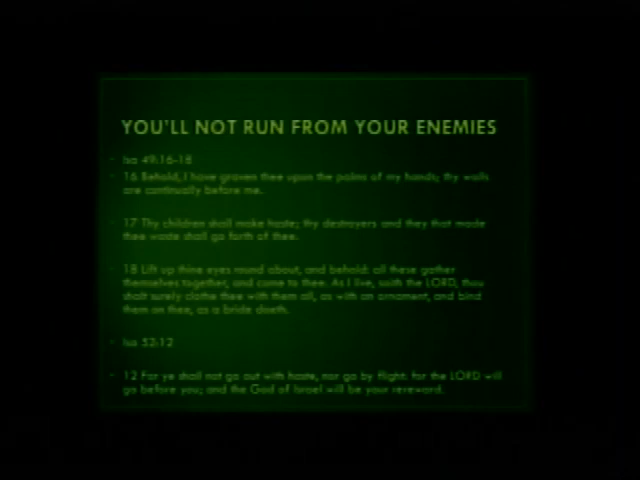 YOU'LL NOT RUN FROM YOUR ENEMIES
Isa 49:16-18
16 Behold, I have graven thee upon the palms of my hands; thy walls
are continually before me.
17 Thy children shall make haste; thy destroyers and they that made
thee waste shall go forth of thee.
18 Lift up thine eyes round about, and behold: all these gather
themselves together, and come to thee. As I live, saith the LORD, thou
shalt surely clothe thee with them all, as with an ornament, and bind
them on thee, as a bride doeth.
Isa 52:12
12 For ye shall not go out with haste, nor go by flight: for the LORD will
go before you; and the God of Israel will be your rereward.